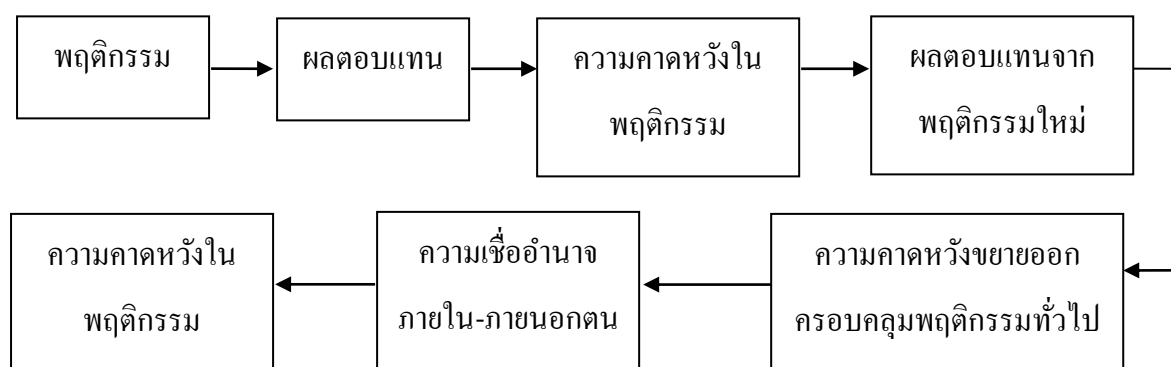 พฤติกรรม
ผลตอบแทน
ความคาดหวังใน
พฤติกรรม
ผลตอบแทนจาก
พฤติกรรมใหม่
ความคาดหวังใน
พฤติกรรม
ความเชื่ออำนาจ
ภายใน-ภายนอกตน
ความคาดหวังขยายออก
ครอบคลุมพฤติกรรมทั่วไป